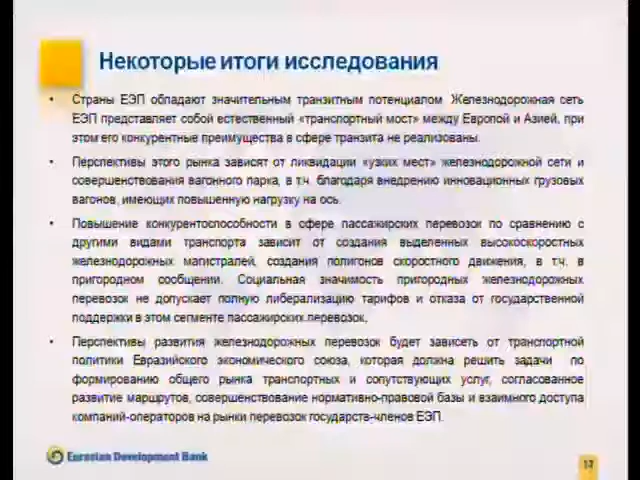 Некоторые итоги исследования
• Страны ЕЭП обладают значительным транзитным потенциалом. Железнодорожная сеть
ЕЭП представляет собой естественный «транспортный мост» между Европой и Азией, при
этом его конкурентные преимущества в сфере транзита не реализованы.
• Перспективы этого рынка зависят от ликвидации «узких мест» железнодорожной сети и
совершенствования вагонного парка, в т.ч. благодаря внедрению инновационных грузовых
вагонов, имеющих повышенную нагрузку на ось.
• Повышение конкурентоспособности в сфере пассажирских перевозок по сравнению с
другими видами транспорта зависит от создания выделенных высокоскоростных
железнодорожных магистралей, создания полигонов скоростного движения, в т.ч. в
пригородном сообщении. Социальная значимость пригородных железнодорожных
перевозок не допускает полную либерализацию тарифов и отказа от государственной
поддержки в этом сегменте пассажирских перевозок.
• Перспективы развития железнодорожных перевозок будет зависеть от транспортной
политики Евразийского экономического союза, которая должна решить задачи по
формированию общего рынка транспортных и сопутствующих услуг, согласованное
развитие маршрутов, совершенствование нормативно-правовой базы и взаимного доступа
компаний-операторов на рынки перевозок государств-членов ЕЭП.
Eurasian Development Bank